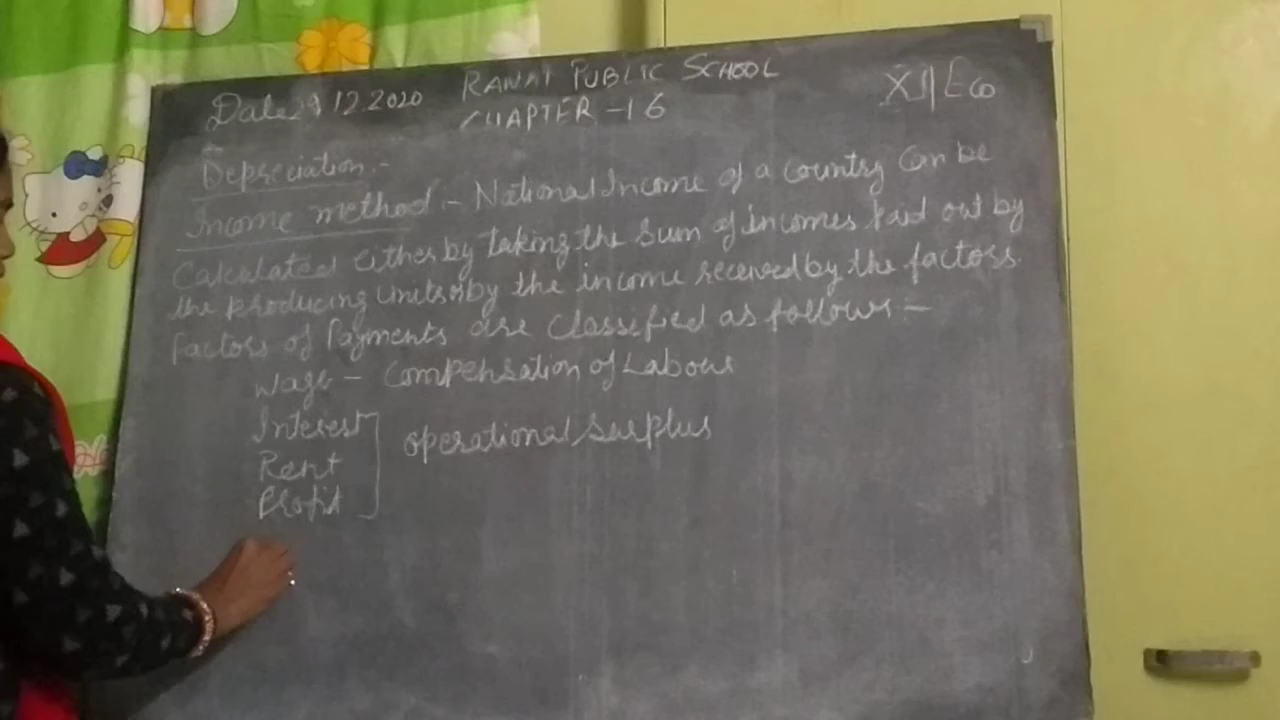 RANAI PUBLIC SCHOOL
Date 29 12.2020
XII Eco
CHAPTER -16
Depreciation.-
Income method.- National Income of a country can be
Calculated either by taking the sum of incomes paid out by
the producing units or by the income received by the factors.
factors of Payments are classified as follows:-
Wage - compensation of Labour
Interest
Rent
Profit
operational surplus